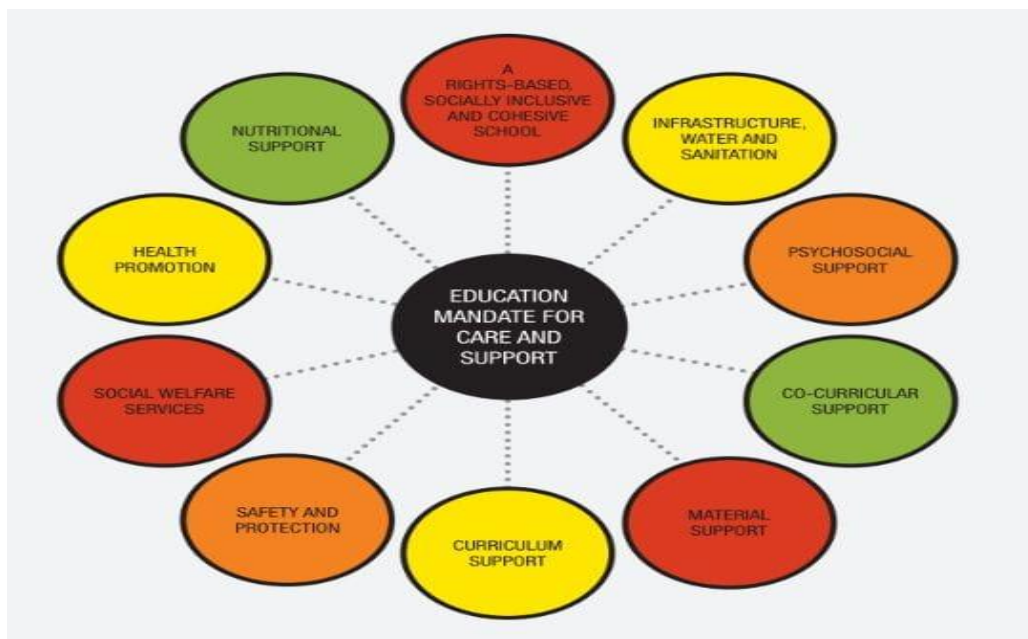 A
RIGHTS-BASED,
SOCIALLY INCLUSIVE
AND COHESIVE
SCHOOL
INFRASTRUCTURE,
WATER AND
SANITATION
PSYCHOSOCIAL
SUPPORT
CO-CURRICULAR
SUPPORT
MATERIAL
SUPPORT
CURRICULUM
SUPPORT
SAFETY AND
PROTECTION
SOCIAL WELFARE
SERVICES
HEALTH
PROMOTION
NUTRITIONAL
SUPPORT
EDUCATION
MANDATE FOR
CARE AND
SUPPORT